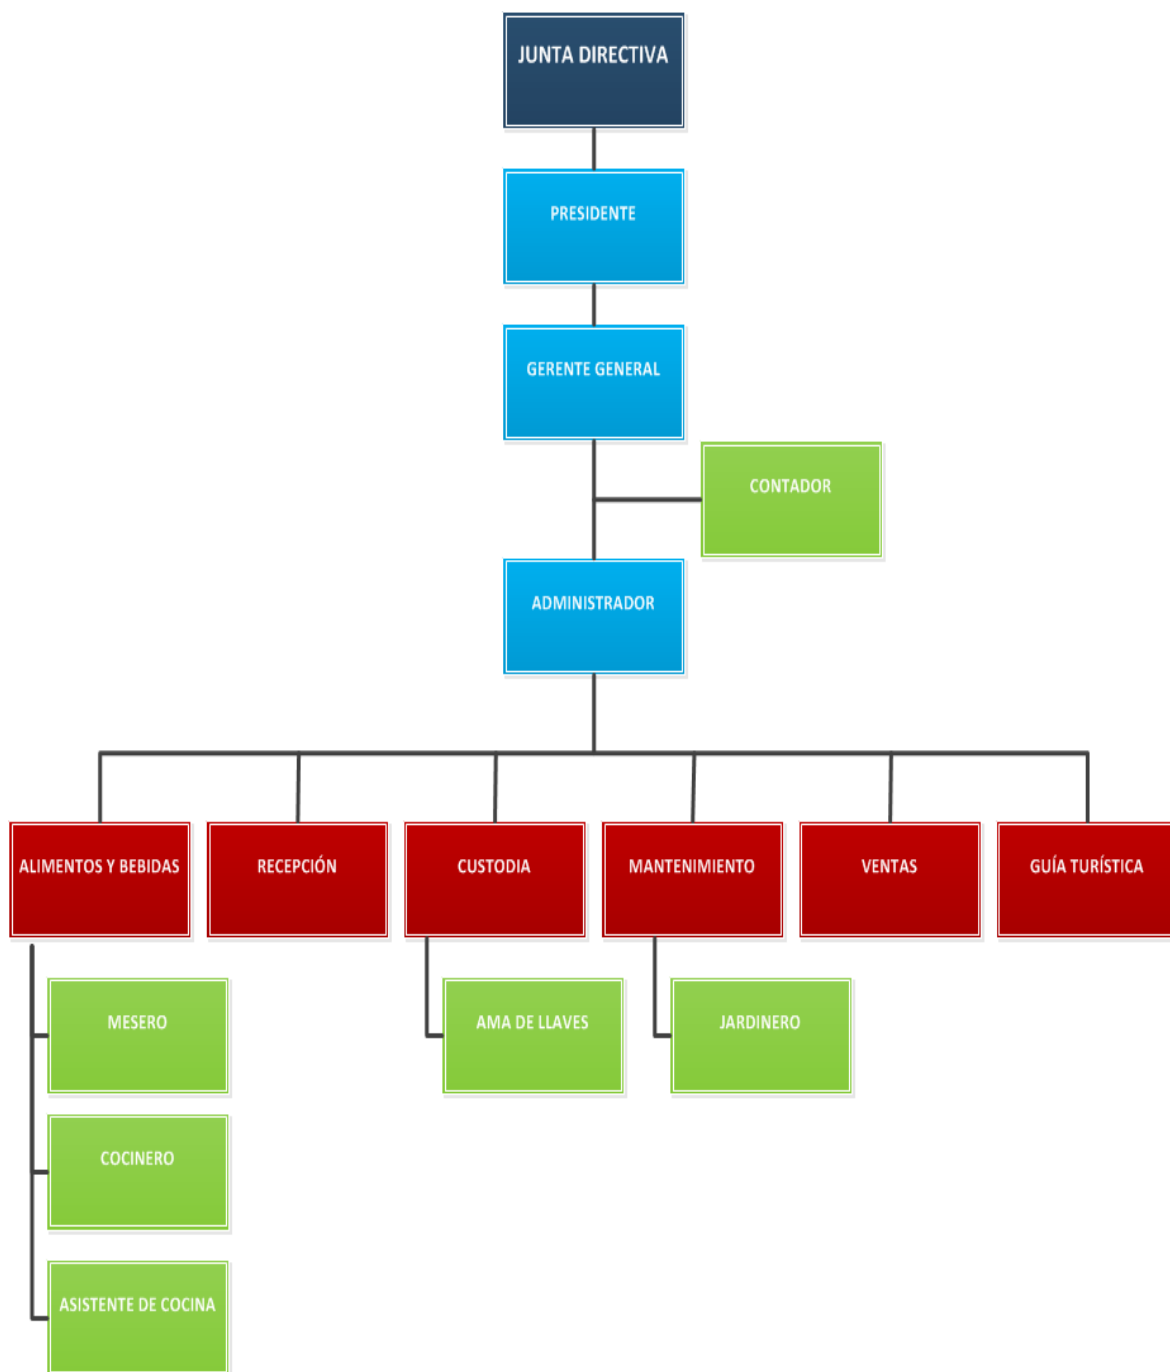 JUNTA DIRECTIVA
PRESIDENTE
GERENTE GENERAL
CONTADOR
ADMINISTRADOR
ALIMENTOS Y BEBIDAS
RECEPCIÓN
CUSTODIA
MANTENIMIENTO
VENTAS
GUÍA TURÍSTICA
MESERO
AMA DE LLAVES
JARDINERO
COCINERO
ASISTENTE DE COCINA